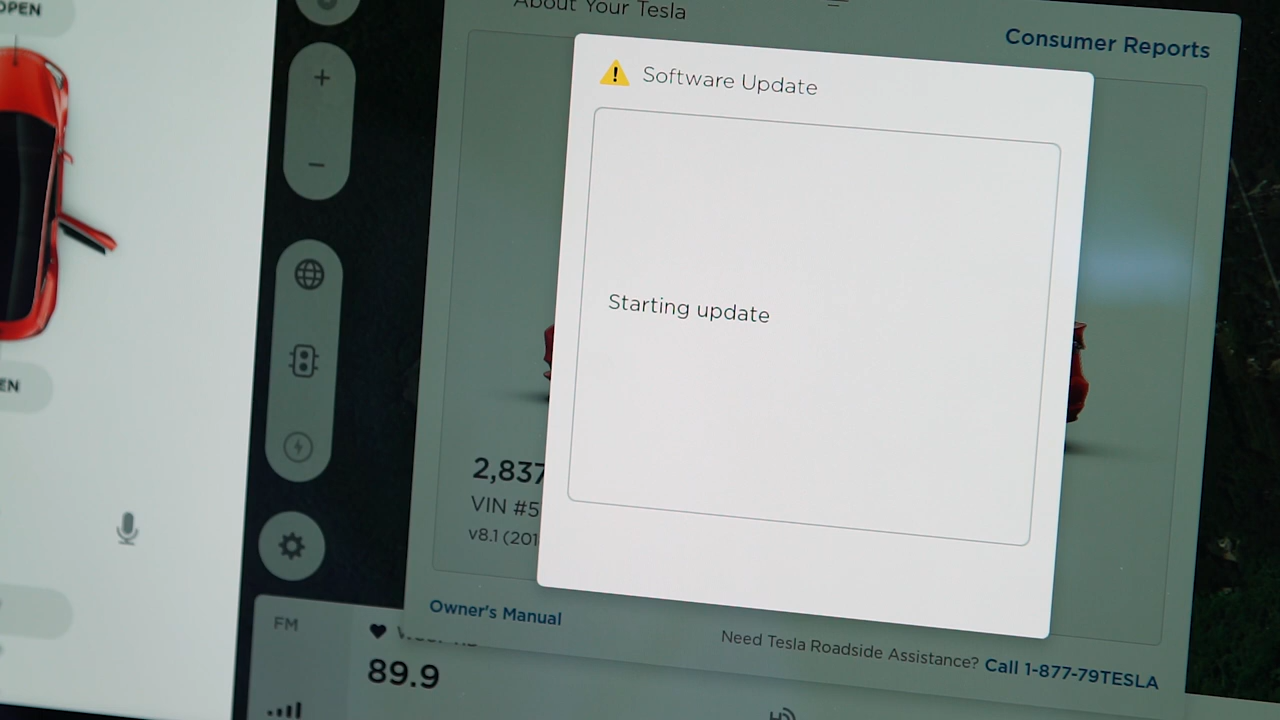 OPEN
About Your Tesla
Consumer Reports
Software Update
Starting update
2,837
VIN #5
v8.1 (201
Owner's Manual
Need Tesla Roadside Assistance? Call 1-877-79TESLA
FM
89.9